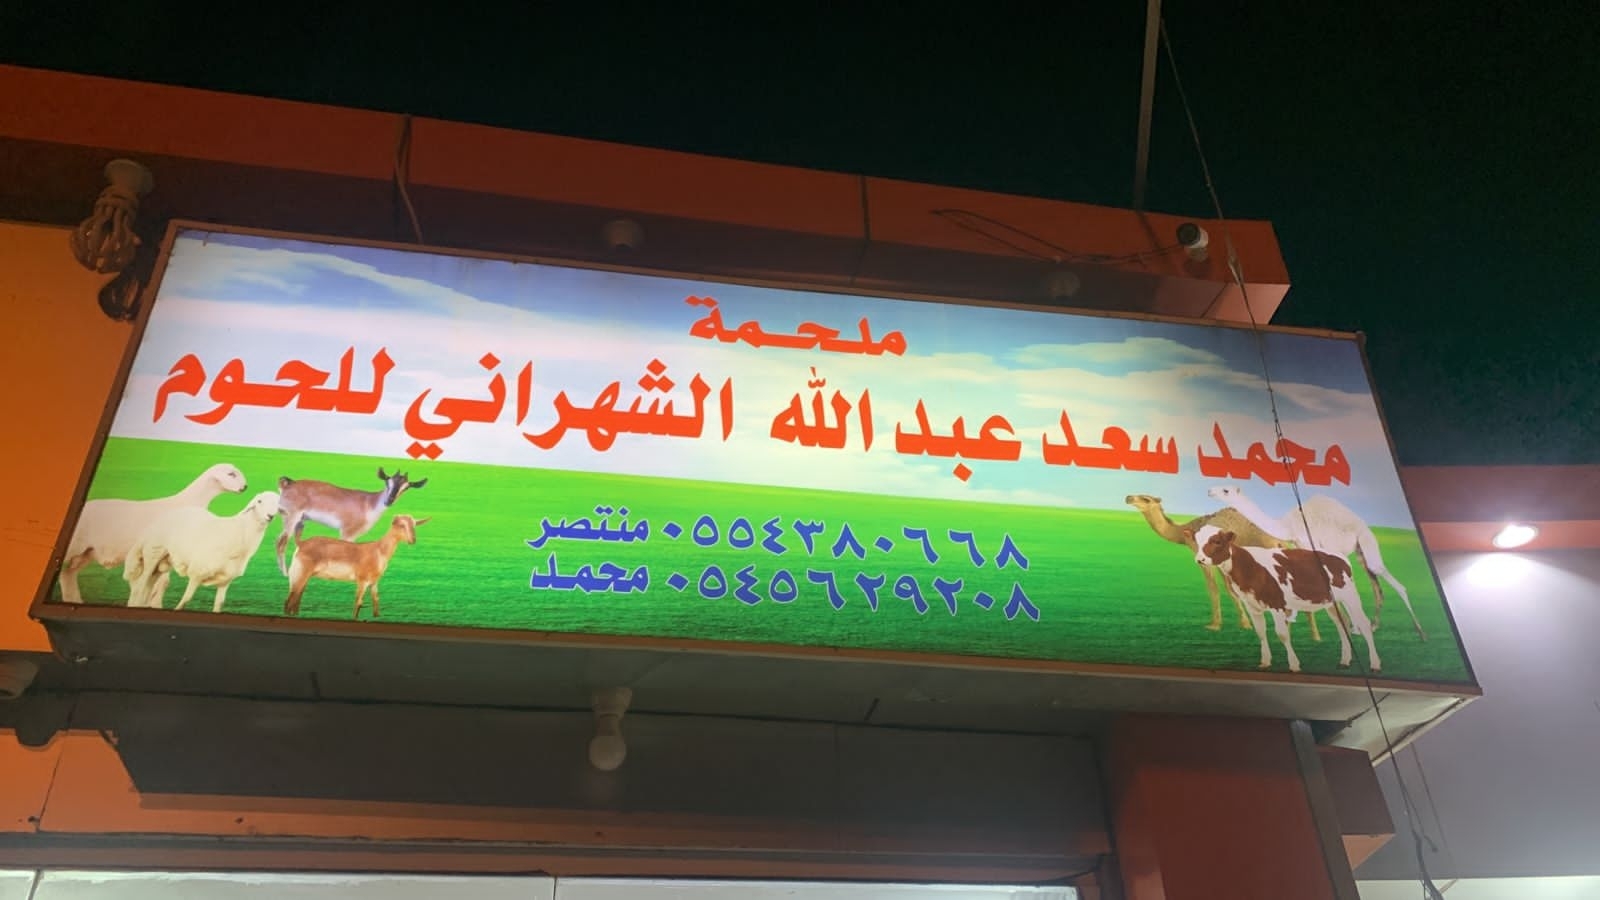 ملحمة
محمد سعد عبد الله الشهراني للحوم
٠٥٥٤٣٨٠٦٦٨ منتصر
٠٥٤٥٦٢٩٢٠٨ محمد